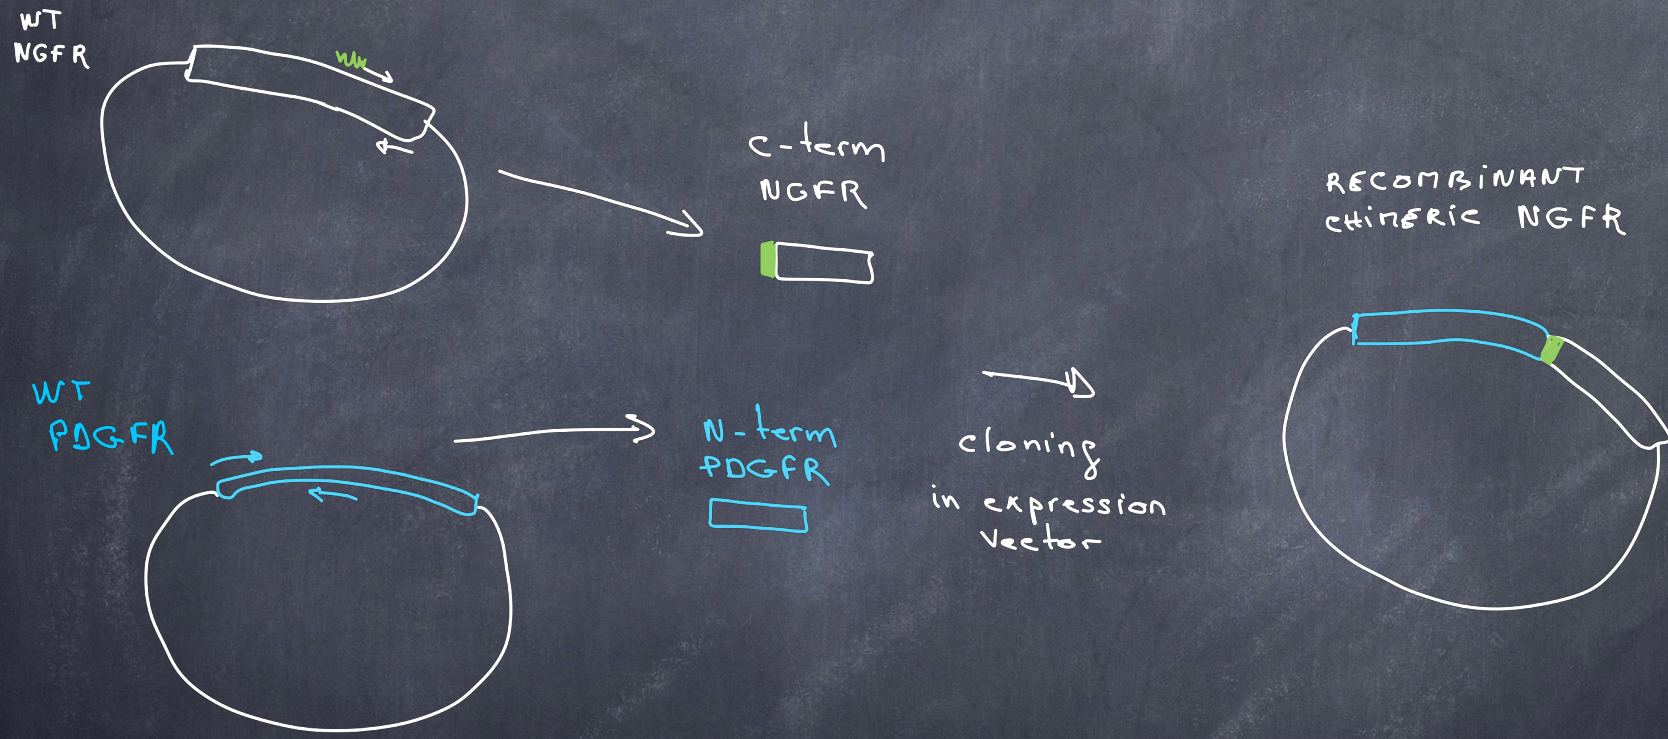 WT
NGFR
C-term
NGFR
RECOMBINANT
CHIMERIC NGFR
WT
PDGFR
N-term
PDGFR
cloning
in expression
vector